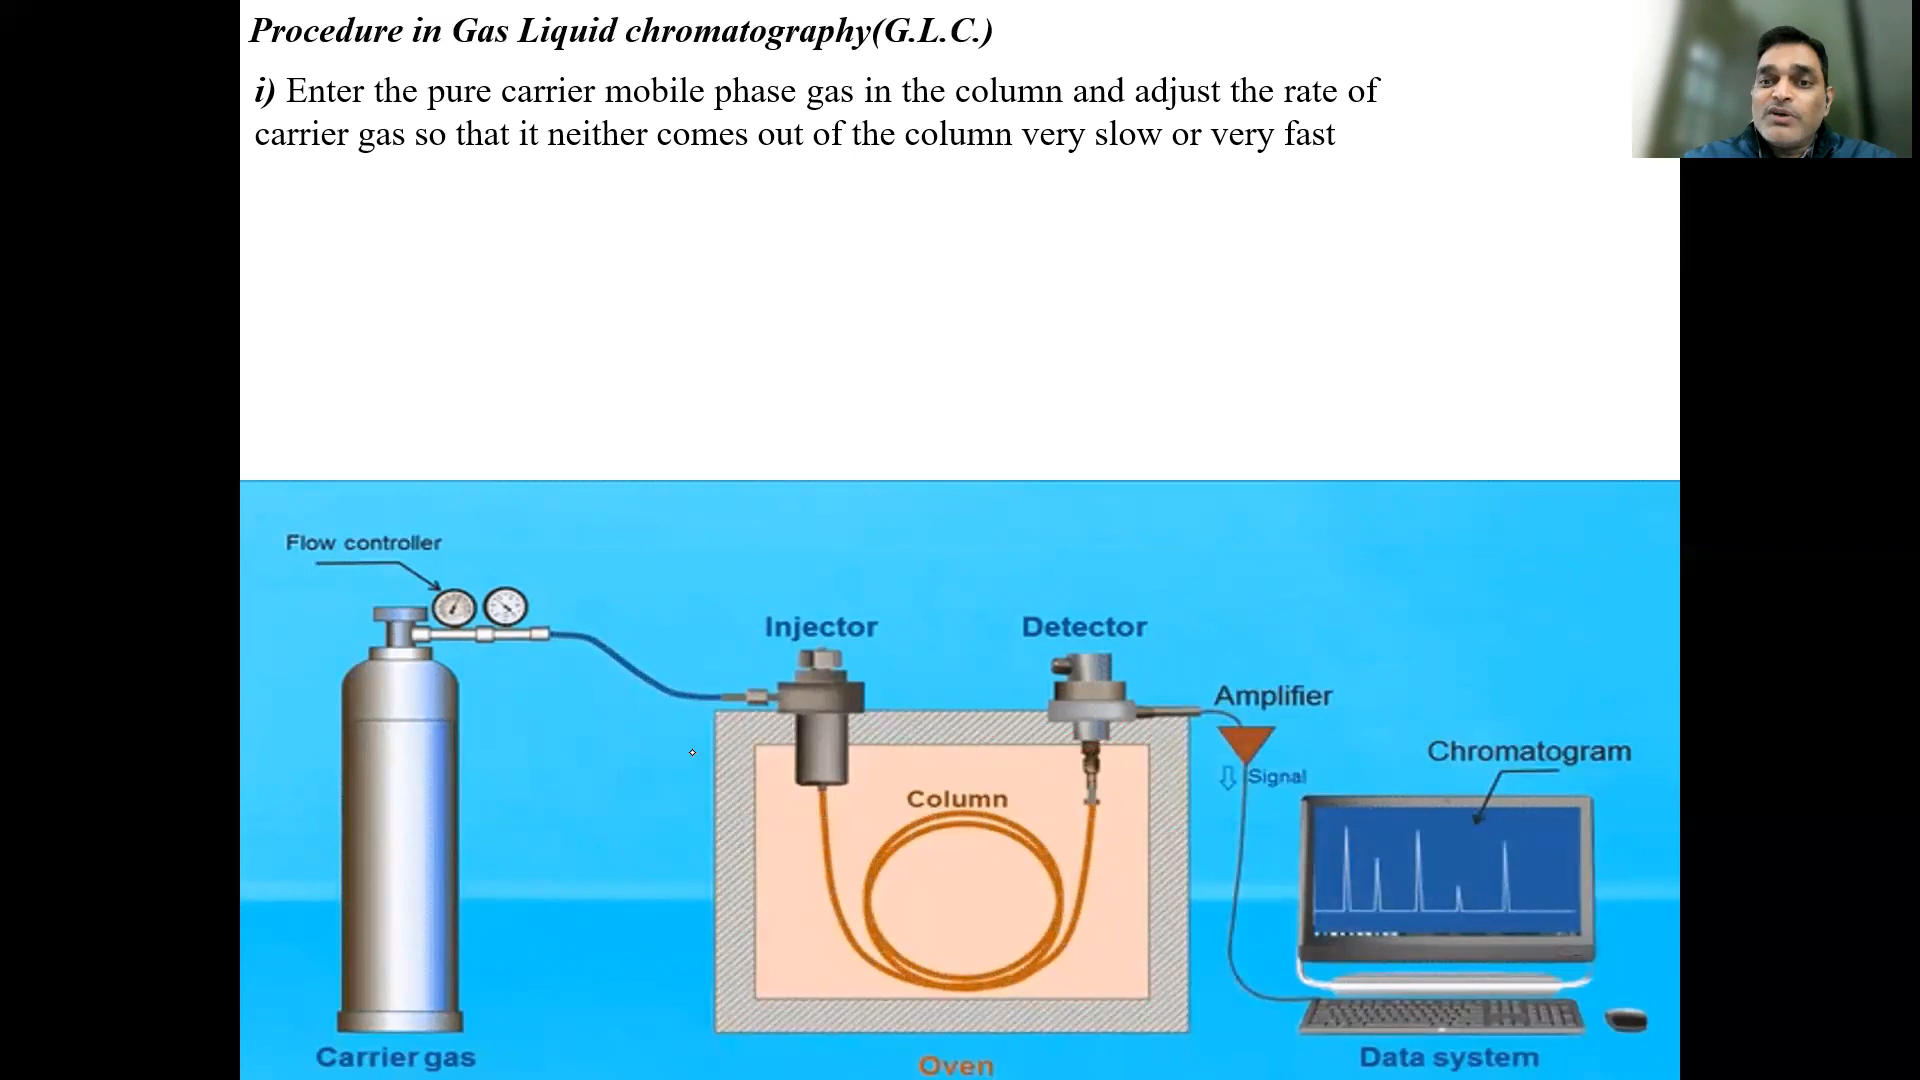 Procedure in Gas Liquid chromatography(G.L.C.)
i) Enter the pure carrier mobile phase gas in the column and adjust the rate of
carrier gas so that it neither comes out of the column very slow or very fast
Flow controller
Injector
Detector
Amplifier
Signal
Chromatogram
Column
Carrier gas
Oven
Data system